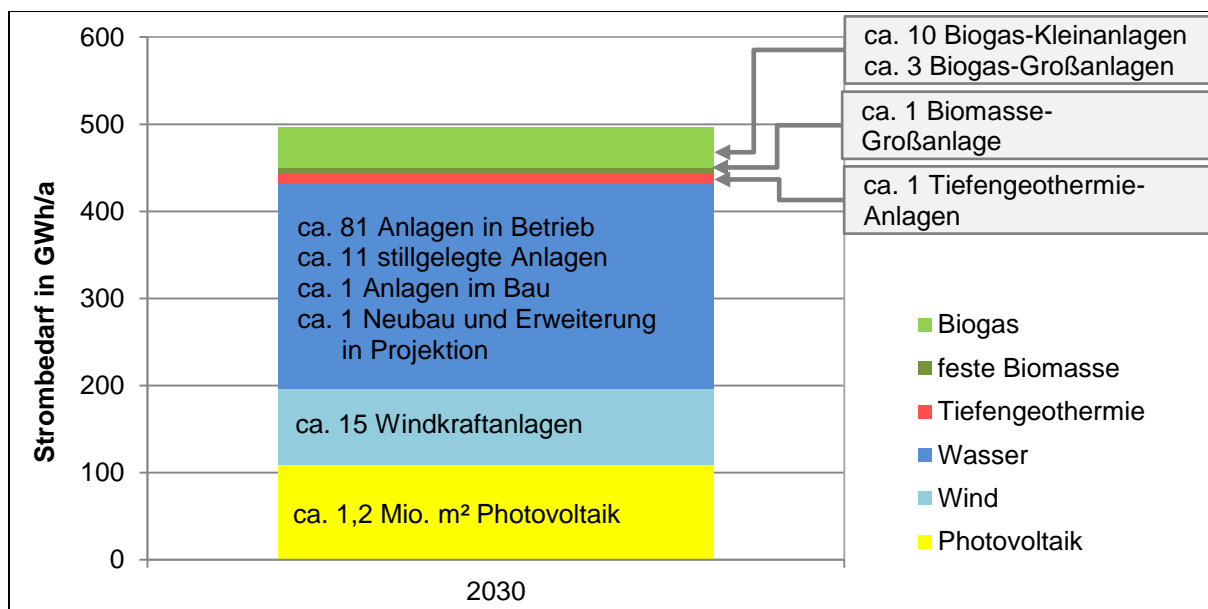 600
500
400
300
200
100
0
Strombedarf in GWh/a
ca. 10 Biogas-Kleinanlagen
ca. 3 Biogas-Großanlagen
ca. 1 Biomasse-
Großanlage
ca. 1 Tiefengeothermie-
Anlagen
ca. 81 Anlagen in Betrieb
ca. 11 stillgelegte Anlagen
ca. 1 Anlagen im Bau
ca. 1 Neubau und Erweiterung
in Projektion
ca. 15 Windkraftanlagen
ca. 1,2 Mio. m² Photovoltaik
2030
Biogas
feste Biomasse
Tiefengeothermie
Wasser
Wind
Photovoltaik